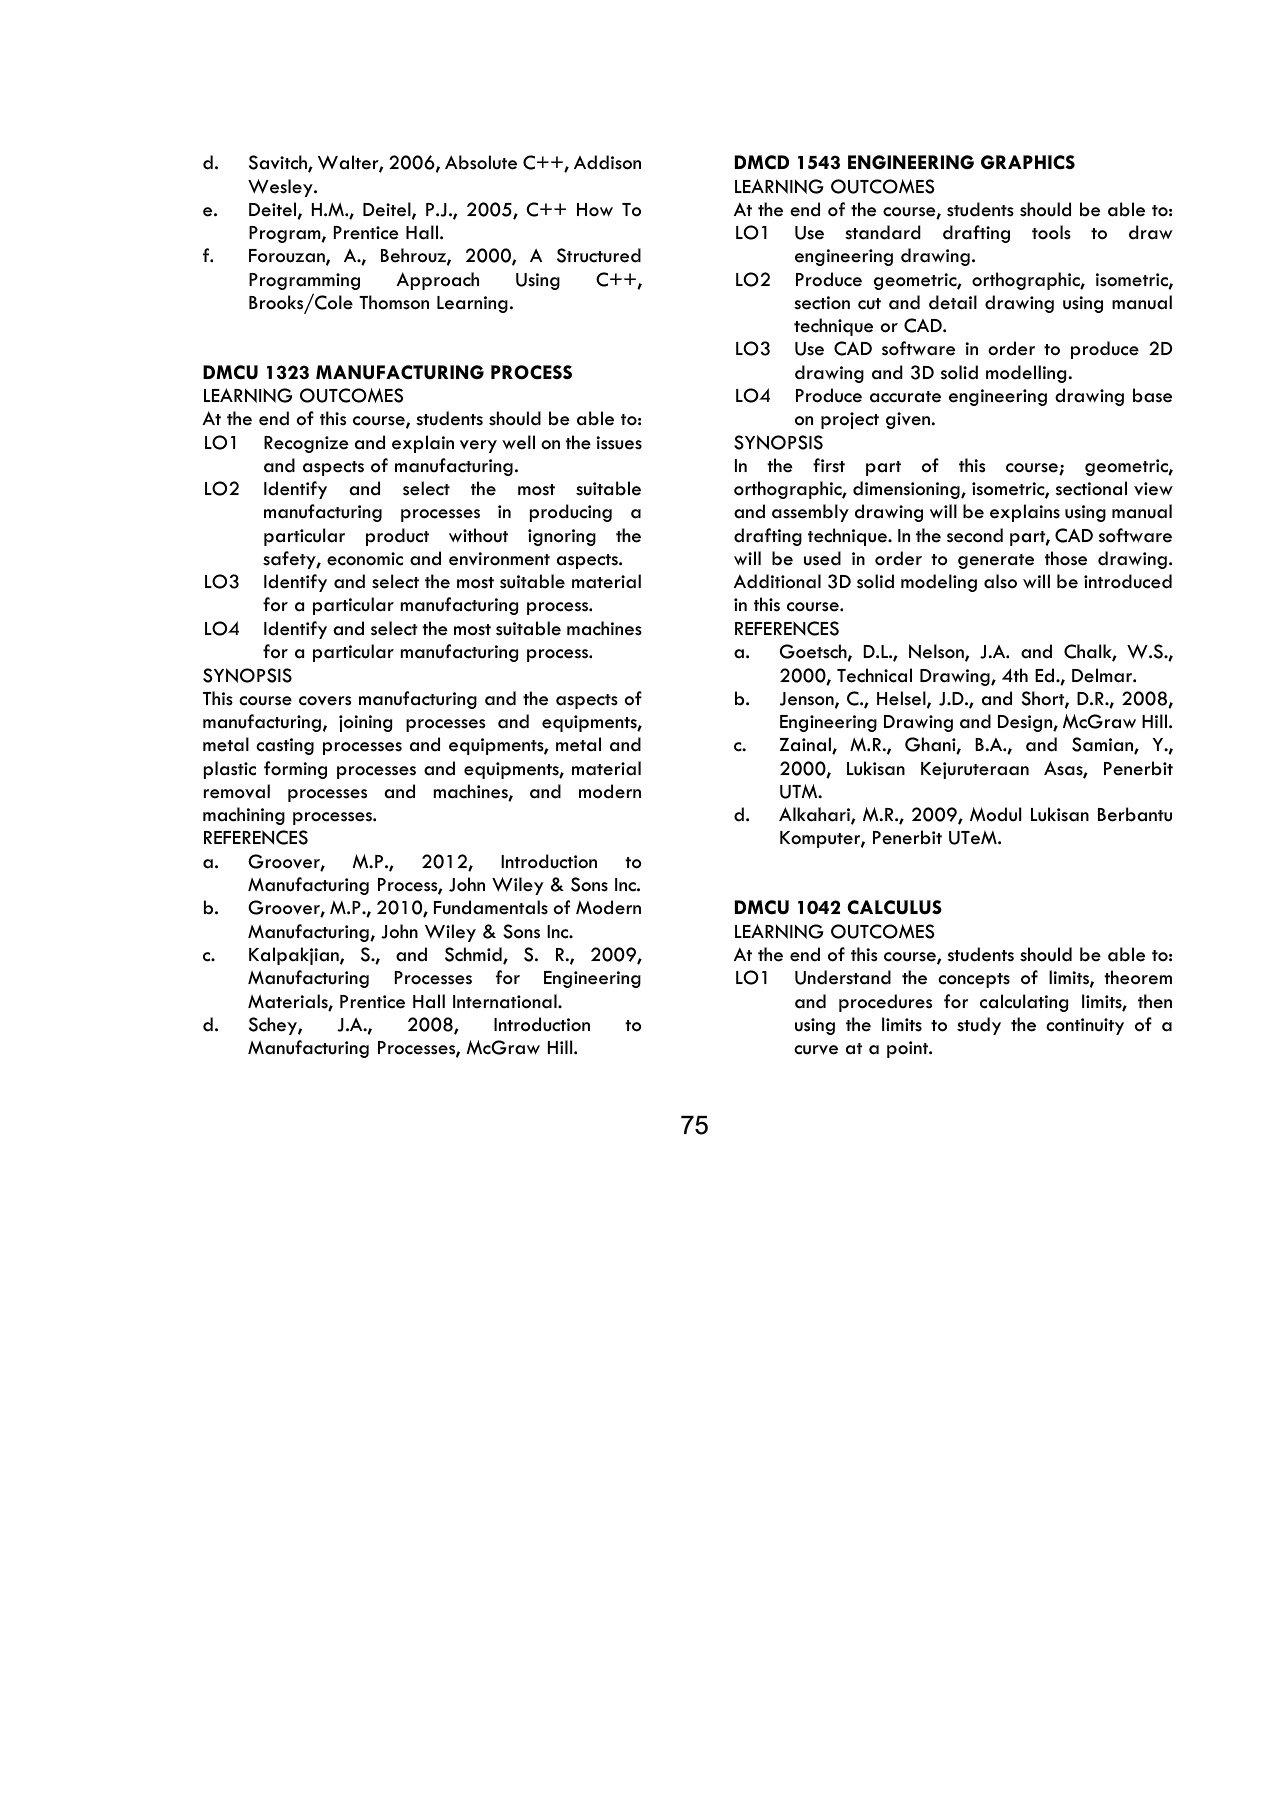 d. Savitch, Walter, 2006, Absolute C++, Addison
Wesley.
e. Deitel, H.M., Deitel, P.J., 2005, C++ How To
Program, Prentice Hall.
f. Forouzan, A., Behrouz, 2000, A Structured
Programming Approach Using C++,
Brooks/Cole Thomson Learning.
DMCU 1323 MANUFACTURING PROCESS
LEARNING OUTCOMES
At the end of this course, students should be able to:
LO1 Recognize and explain very well on the issues
and aspects of manufacturing.
LO2 Identify and select the most suitable
manufacturing processes in producing a
particular product without ignoring the
safety, economic and environment aspects.
LO3 Identify and select the most suitable material
for a particular manufacturing process.
LO4 Identify and select the most suitable machines
for a particular manufacturing process.
SYNOPSIS
This course covers manufacturing and the aspects of
manufacturing, joining processes and equipments,
metal casting processes and equipments, metal and
plastic forming processes and equipments, material
removal processes and machines, and modern
machining processes.
REFERENCES
a. Groover, M.P., 2012, Introduction to
Manufacturing Process, John Wiley & Sons Inc.
b. Groover, M.P., 2010, Fundamentals of Modern
Manufacturing, John Wiley & Sons Inc.
c. Kalpakjian, S., and Schmid, S. R., 2009,
Manufacturing Processes for Engineering
Materials, Prentice Hall International.
d. Schey, J.A., 2008, Introduction to
Manufacturing Processes, McGraw Hill.
DMCD 1543 ENGINEERING GRAPHICS
LEARNING OUTCOMES
At the end of the course, students should be able to:
LO1 Use standard drafting tools to draw
engineering drawing.
LO2 Produce geometric, orthographic, isometric,
section cut and detail drawing using manual
technique or CAD.
LO3 Use CAD software in order to produce 2D
drawing and 3D solid modelling.
LO4 Produce accurate engineering drawing base
on project given.
SYNOPSIS
In the first part of this course; geometric,
orthographic, dimensioning, isometric, sectional view
and assembly drawing will be explains using manual
drafting technique. In the second part, CAD software
will be used in order to generate those drawing.
Additional 3D solid modeling also will be introduced
in this course.
REFERENCES
a. Goetsch, D.L., Nelson, J.A. and Chalk, W.S.,
2000, Technical Drawing, 4th Ed., Delmar.
b. Jenson, C., Helsel, J.D., and Short, D.R., 2008,
Engineering Drawing and Design, McGraw Hill.
c. Zainal, M.R., Ghani, B.A., and Samian, Y.,
2000, Lukisan Kejuruteraan Asas, Penerbit
UTM.
d. Alkahari, M.R., 2009, Modul Lukisan Berbantu
Komputer, Penerbit UTeM.
DMCU 1042 CALCULUS
LEARNING OUTCOMES
At the end of this course, students should be able to:
LO1 Understand the concepts of limits, theorem
and procedures for calculating limits, then
using the limits to study the continuity of a
curve at a point.
75